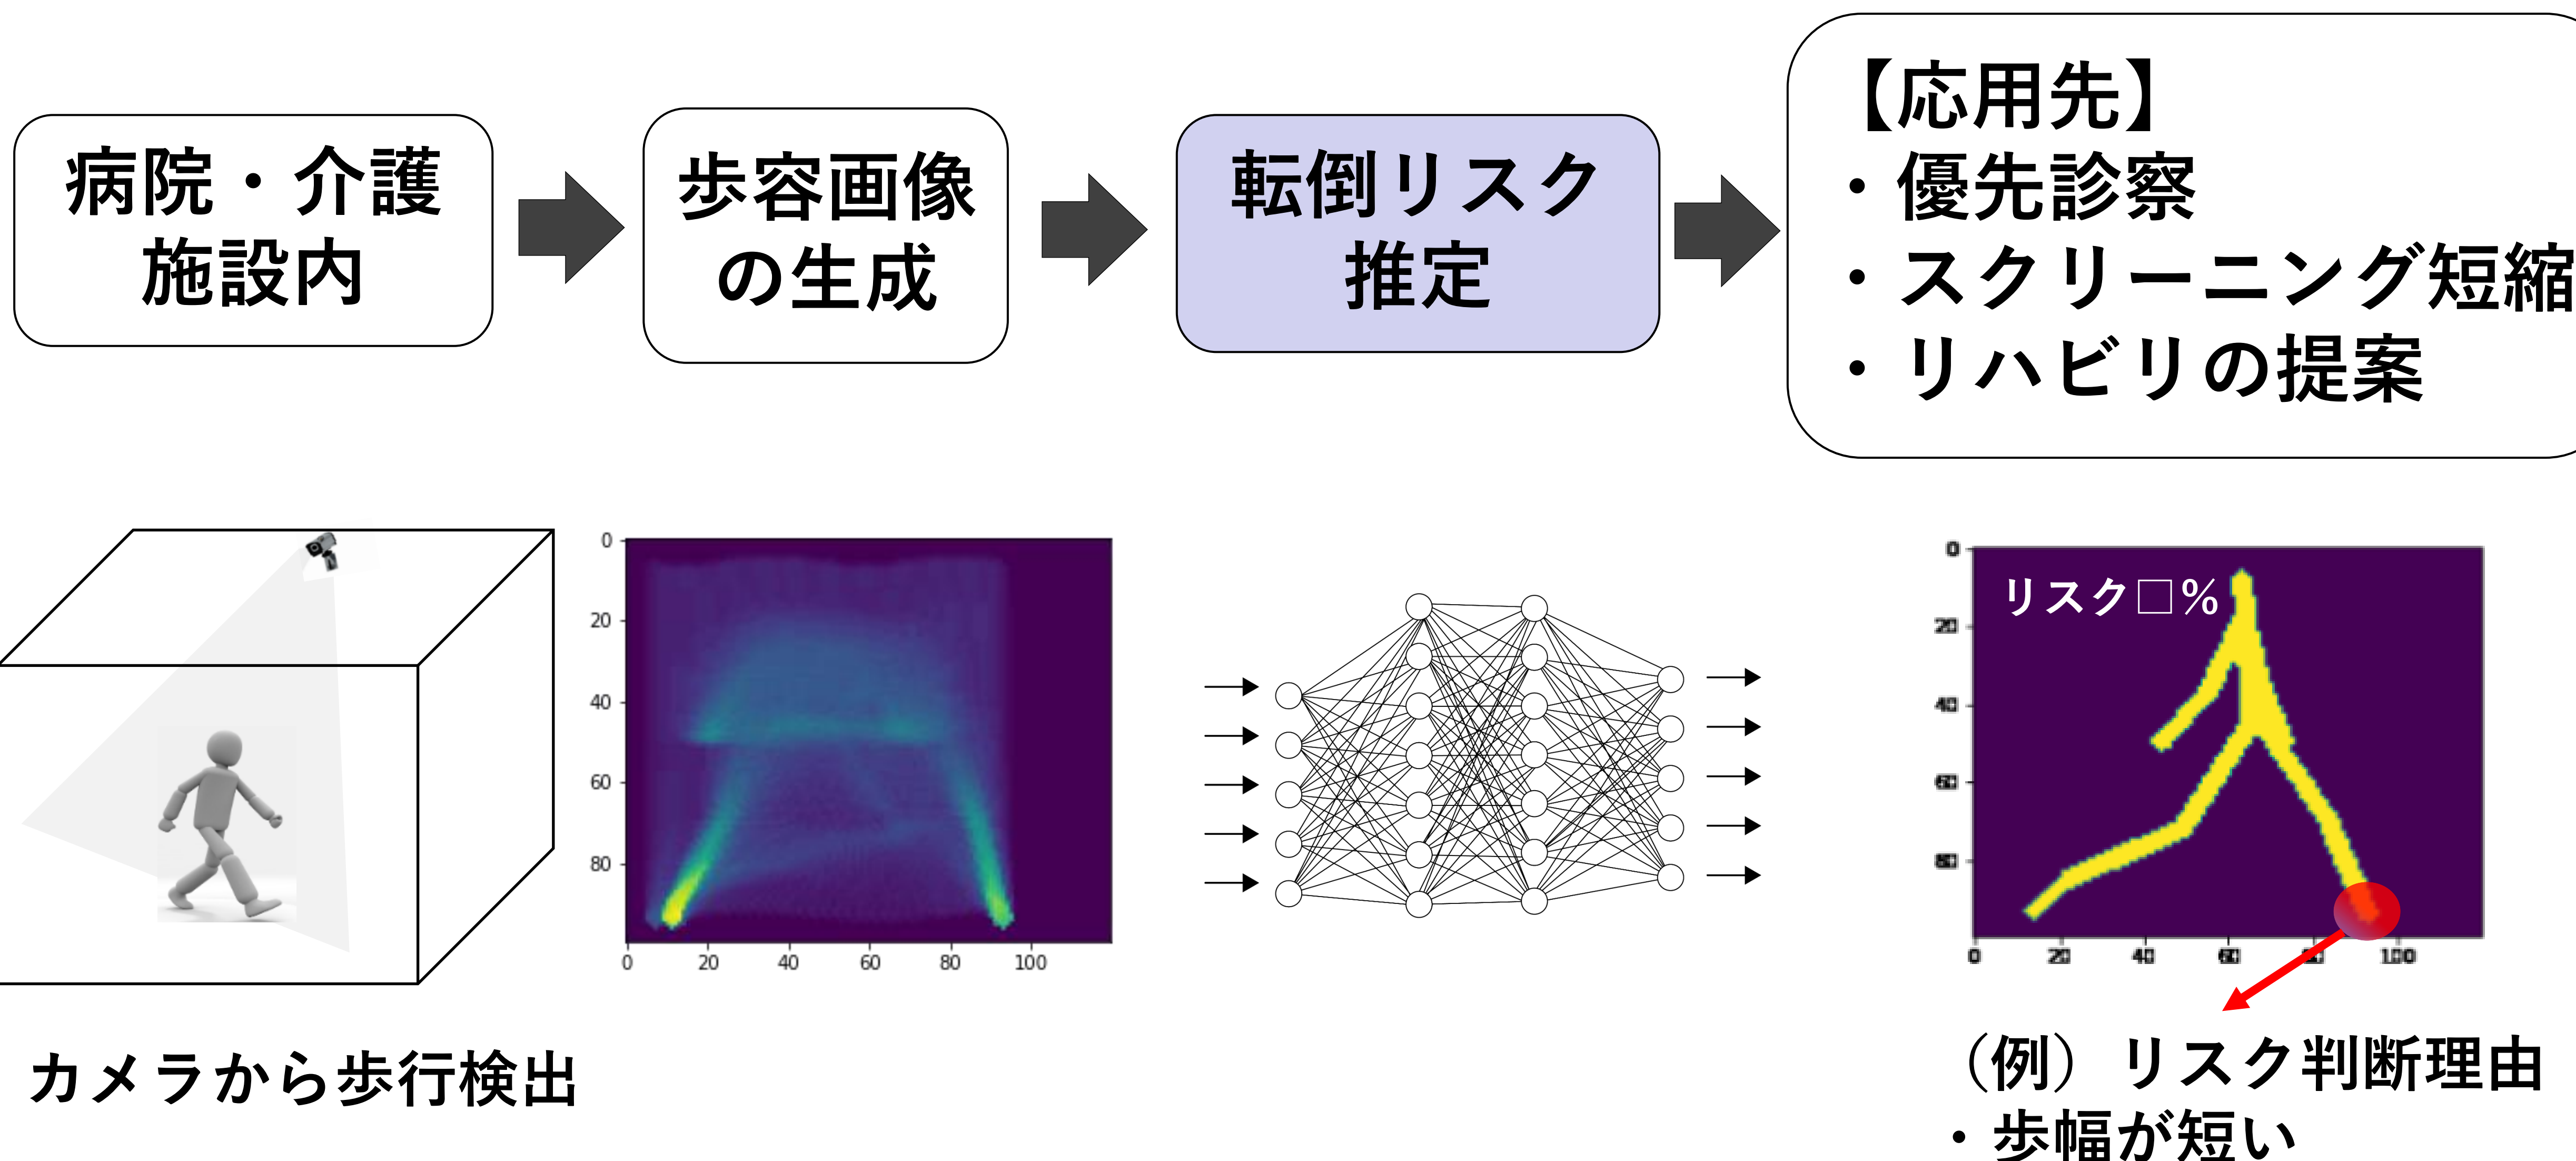 病院・介護
施設内
歩容画像
の生成
転倒リスク
推定
【応用先】
・優先診察
・スクリーニング短縮
・リハビリの提案
0
20
40
60
80
0 20 40 60 80 100
リスク□%
0
20
40
60
80
0 20 40 60 80 100
カメラから歩行検出
（例）リスク判断理由
・歩幅が短い